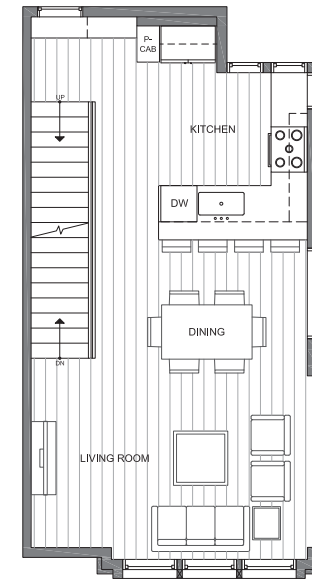 P-
CAB
UP
KITCHEN
DW
DINING
DN
LIVING ROOM